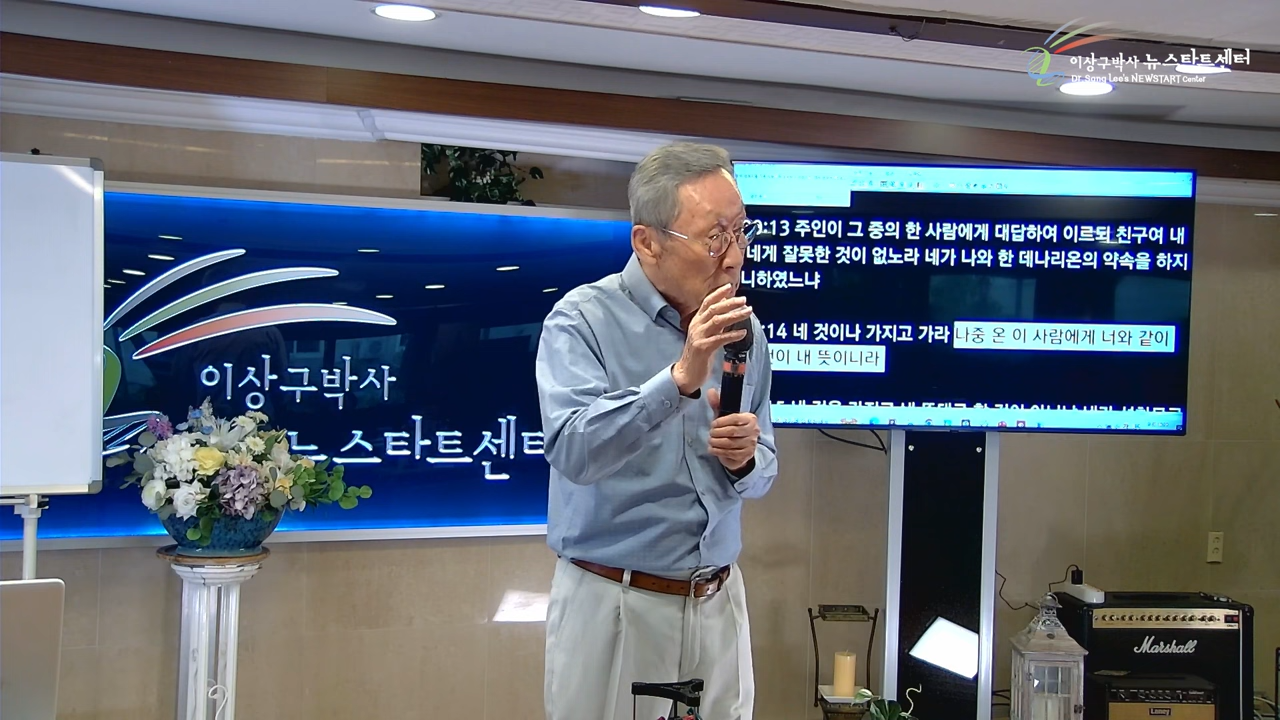 이상구박사 뉴스타트센터
Dr. Sang Lee's NEWSTART Center
:13 주인이 그 중의 한 사람에게 대답하여 이르되 친구여 내
네게 잘못한 것이 없노라 네가 나와 한 데나리온의 약속을 하지
니하였느냐
:14 네 것이나 가지고 가라 나중 온 이 사람에게 너와 같이
이 내 뜻이니라
이상구박사
뉴스타트센터
Marshall
Laney